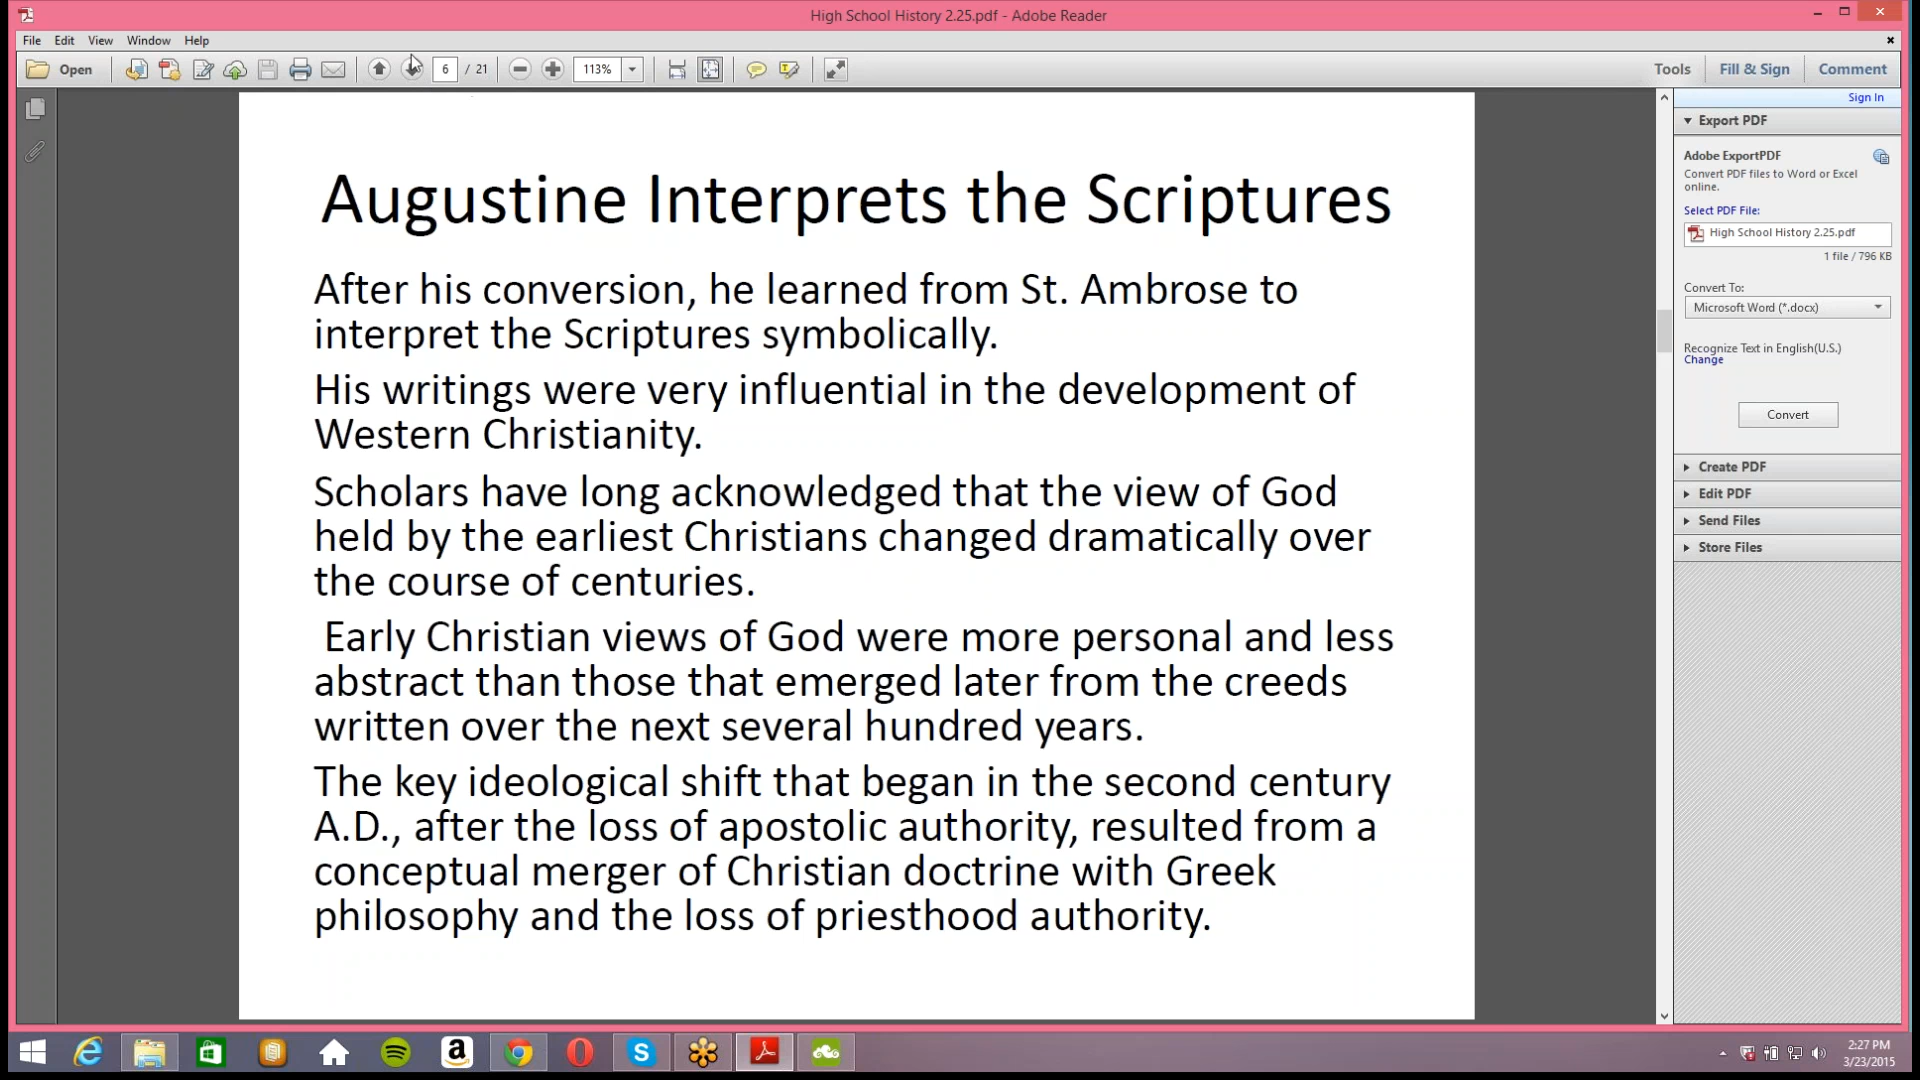 High School History 2.25.pdf - Adobe Reader
File Edit View Window Help
Open 6 / 21 113% Tools Fill & Sign Comment
Sign In
Export PDF
Adobe ExportPDF
Convert PDF files to Word or Excel
online.
Select PDF File:
High School History 2.25.pdf
1 file / 796 KB
Convert To:
Microsoft Word (*.docx)
Recognize Text in English(U.S.)
Change
Convert
Create PDF
Edit PDF
Send Files
Store Files
Augustine Interprets the Scriptures
After his conversion, he learned from St. Ambrose to
interpret the Scriptures symbolically.
His writings were very influential in the development of
Western Christianity.
Scholars have long acknowledged that the view of God
held by the earliest Christians changed dramatically over
the course of centuries.
Early Christian views of God were more personal and less
abstract than those that emerged later from the creeds
written over the next several hundred years.
The key ideological shift that began in the second century
A.D., after the loss of apostolic authority, resulted from a
conceptual merger of Christian doctrine with Greek
philosophy and the loss of priesthood authority.
2:27 PM
3/23/2015